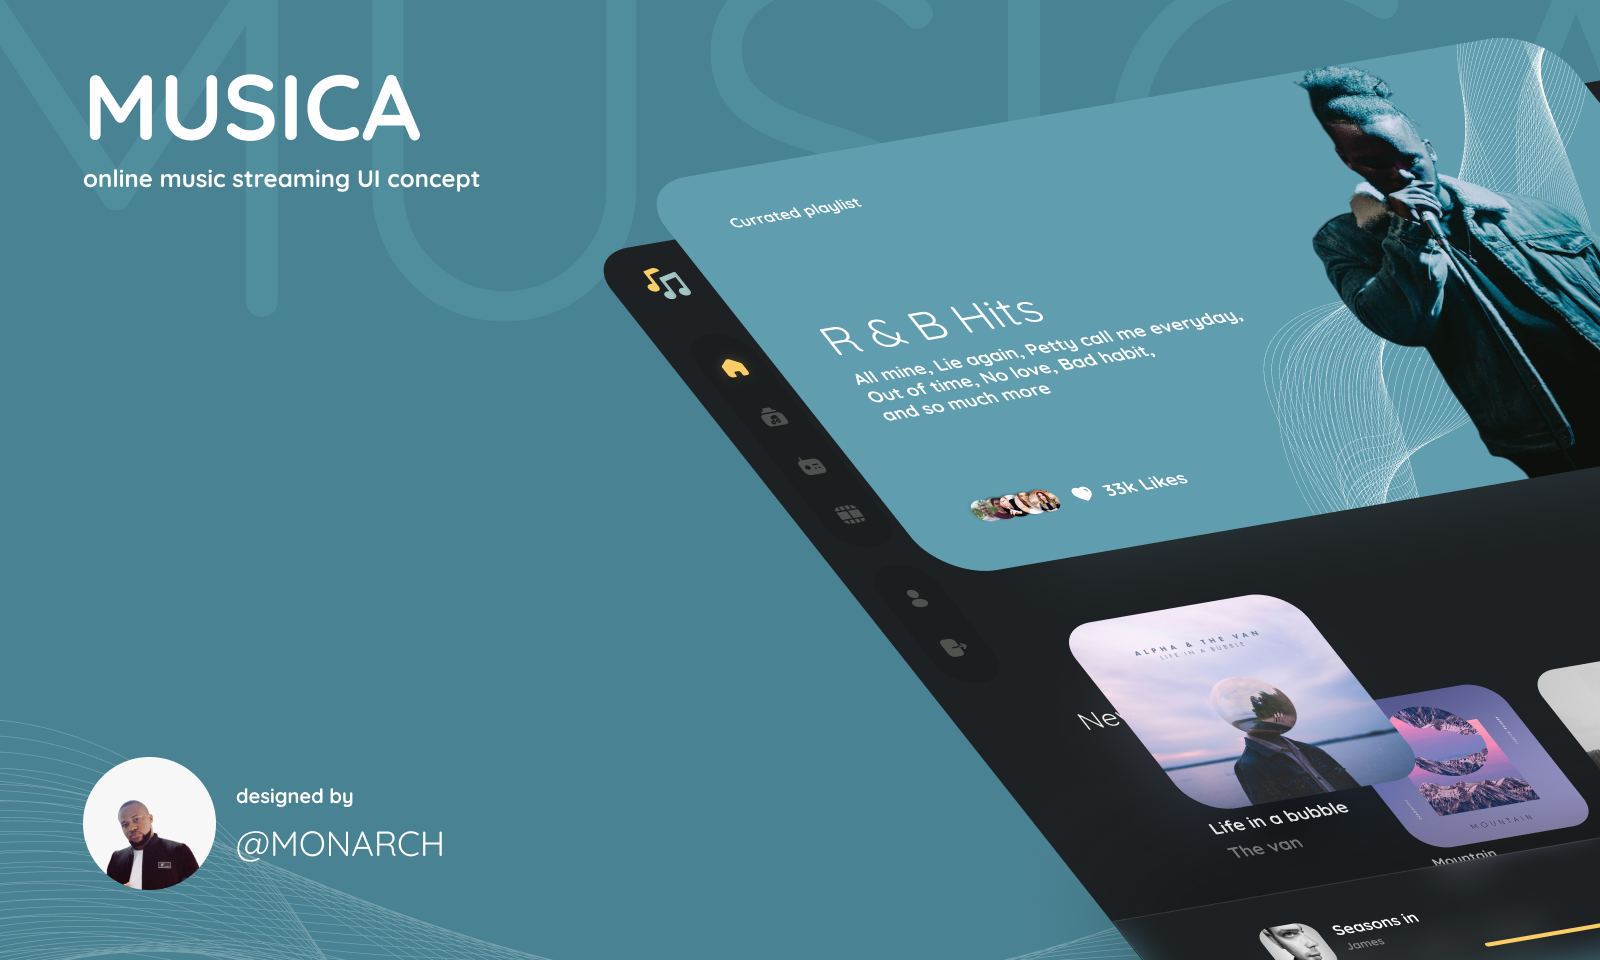 MUSICA
MUSICA
online music streaming UI concept
Currated playlist
R & B Hits
All mine, Lie again, Petty call me everyday,
Out of time, No love, Bad habit,
and so much more
33k Likes
ALPHA & THE VAN
LIFE IN A BUBBLE
Life in a bubble
The van
MOUNTAIN
Mountain
Seasons in
James
designed by
@MONARCH